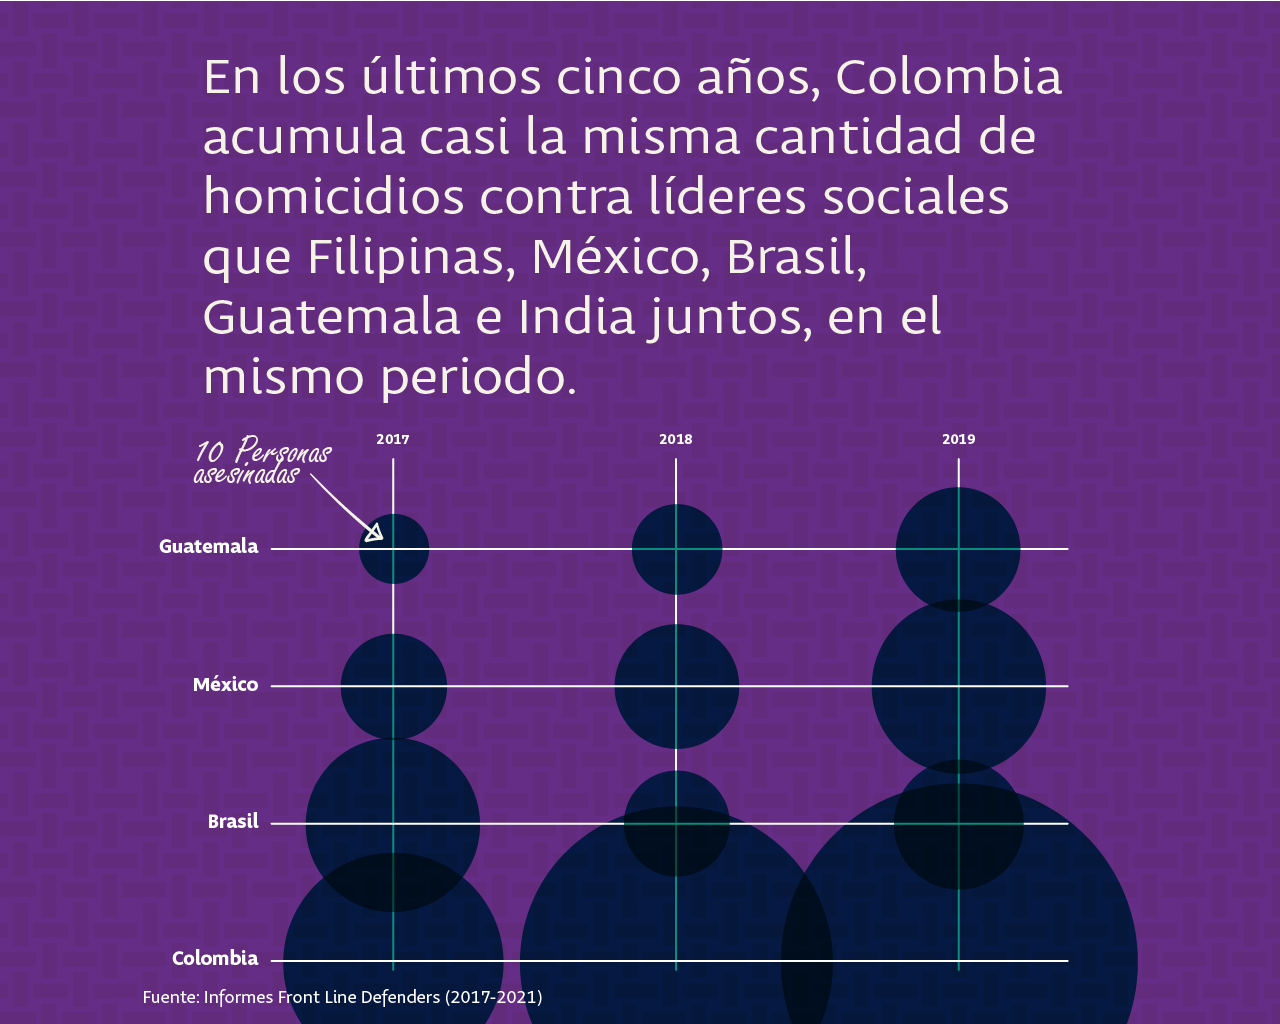 En los últimos cinco años, Colombia
acumula casi la misma cantidad de
homicidios contra líderes sociales
que Filipinas, México, Brasil,
Guatemala e India juntos, en el
mismo periodo.
2017
2018
2019
10 Personas
asesinadas
Guatemala
México
Brasil
Colombia
Fuente: Informes Front Line Defenders (2017-2021)